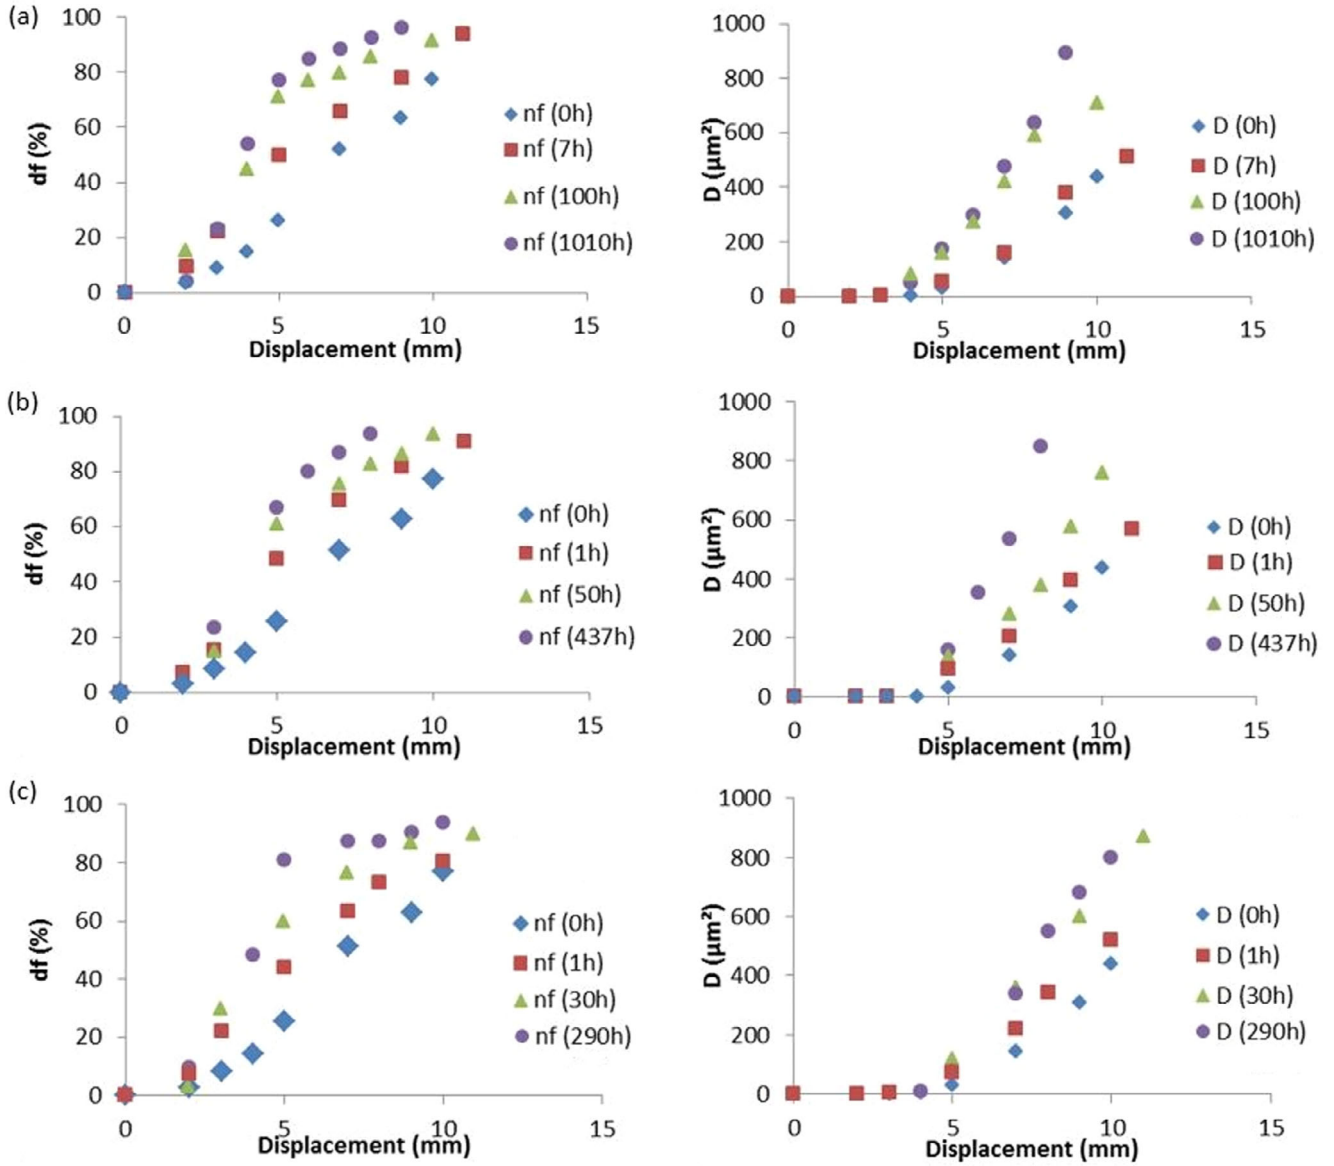 (a)
100
80
60
40
20
0
df (%)
0 5 10 15
Displacement (mm)
nf (0h)
nf (7h)
nf (100h)
nf (1010h)
1000
800
600
400
200
0
D (µm²)
0 5 10 15
Displacement (mm)
D (0h)
D (7h)
D (100h)
D (1010h)
(b)
100
80
60
40
20
0
df (%)
0 5 10 15
Displacement (mm)
nf (0h)
nf (1h)
nf (50h)
nf (437h)
1000
800
600
400
200
0
D (µm²)
0 5 10 15
Displacement (mm)
D (0h)
D (1h)
D (50h)
D (437h)
(c)
100
80
60
40
20
0
df (%)
0 5 10 15
Displacement (mm)
nf (0h)
nf (1h)
nf (30h)
nf (290h)
1000
800
600
400
200
0
D (µm²)
0 5 10 15
Displacement (mm)
D (0h)
D (1h)
D (30h)
D (290h)